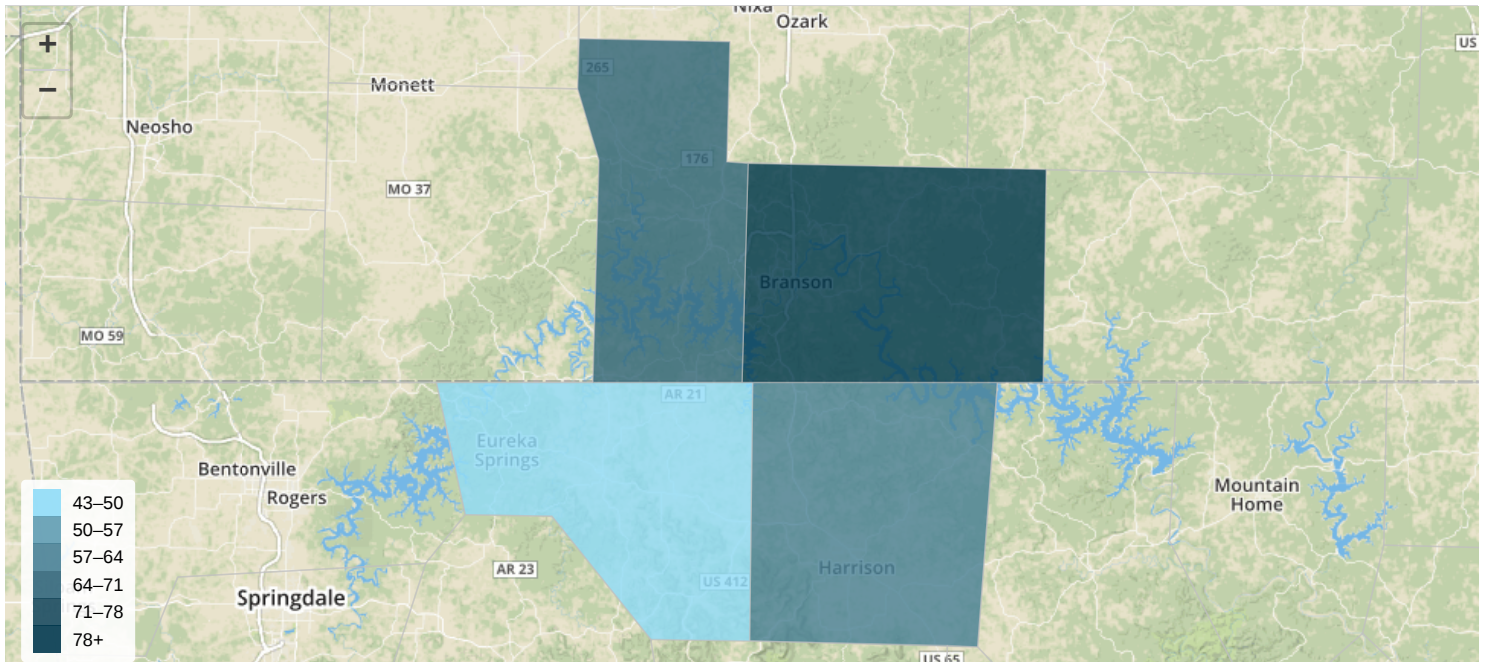 Nixa
Ozark
US
+
−
265
Monett
Neosho
176
MO 37
Branson
MO 59
AR 21
Eureka
Springs
Bentonville
Rogers
Mountain
Home
43–50
50–57
57–64
64–71
71–78
78+
AR 23
Harrison
US 412
Springdale
US 65